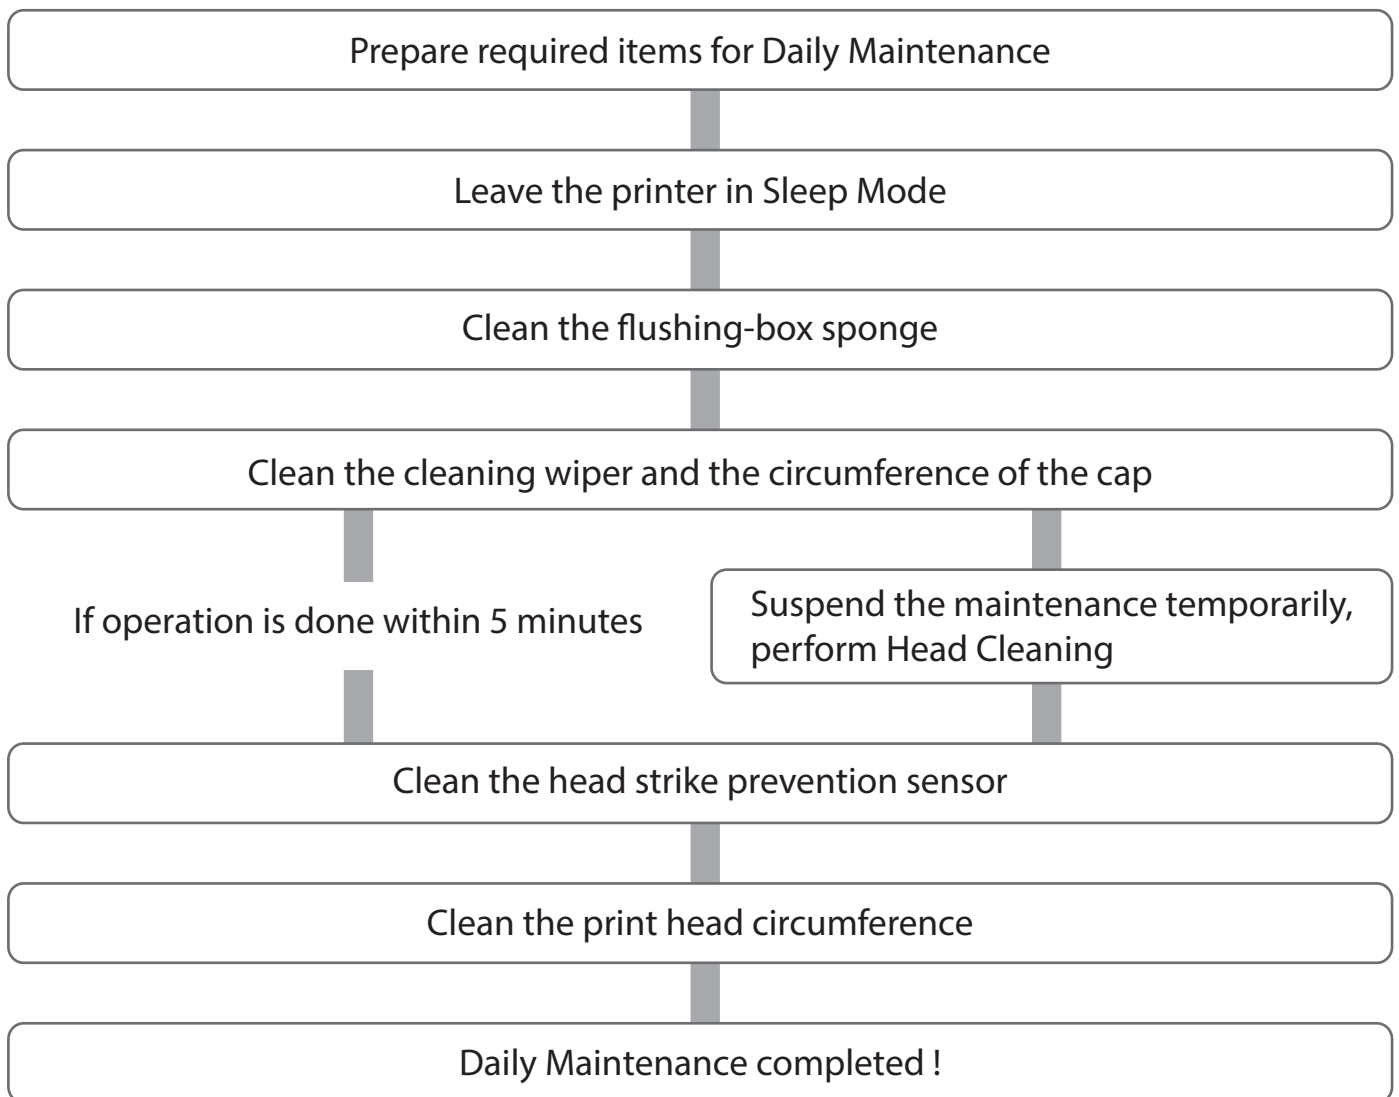 Prepare required items for Daily Maintenance
Leave the printer in Sleep Mode
Clean the flushing-box sponge
Clean the cleaning wiper and the circumference of the cap
If operation is done within 5 minutes
Suspend the maintenance temporarily,
perform Head Cleaning
Clean the head strike prevention sensor
Clean the print head circumference
Daily Maintenance completed !